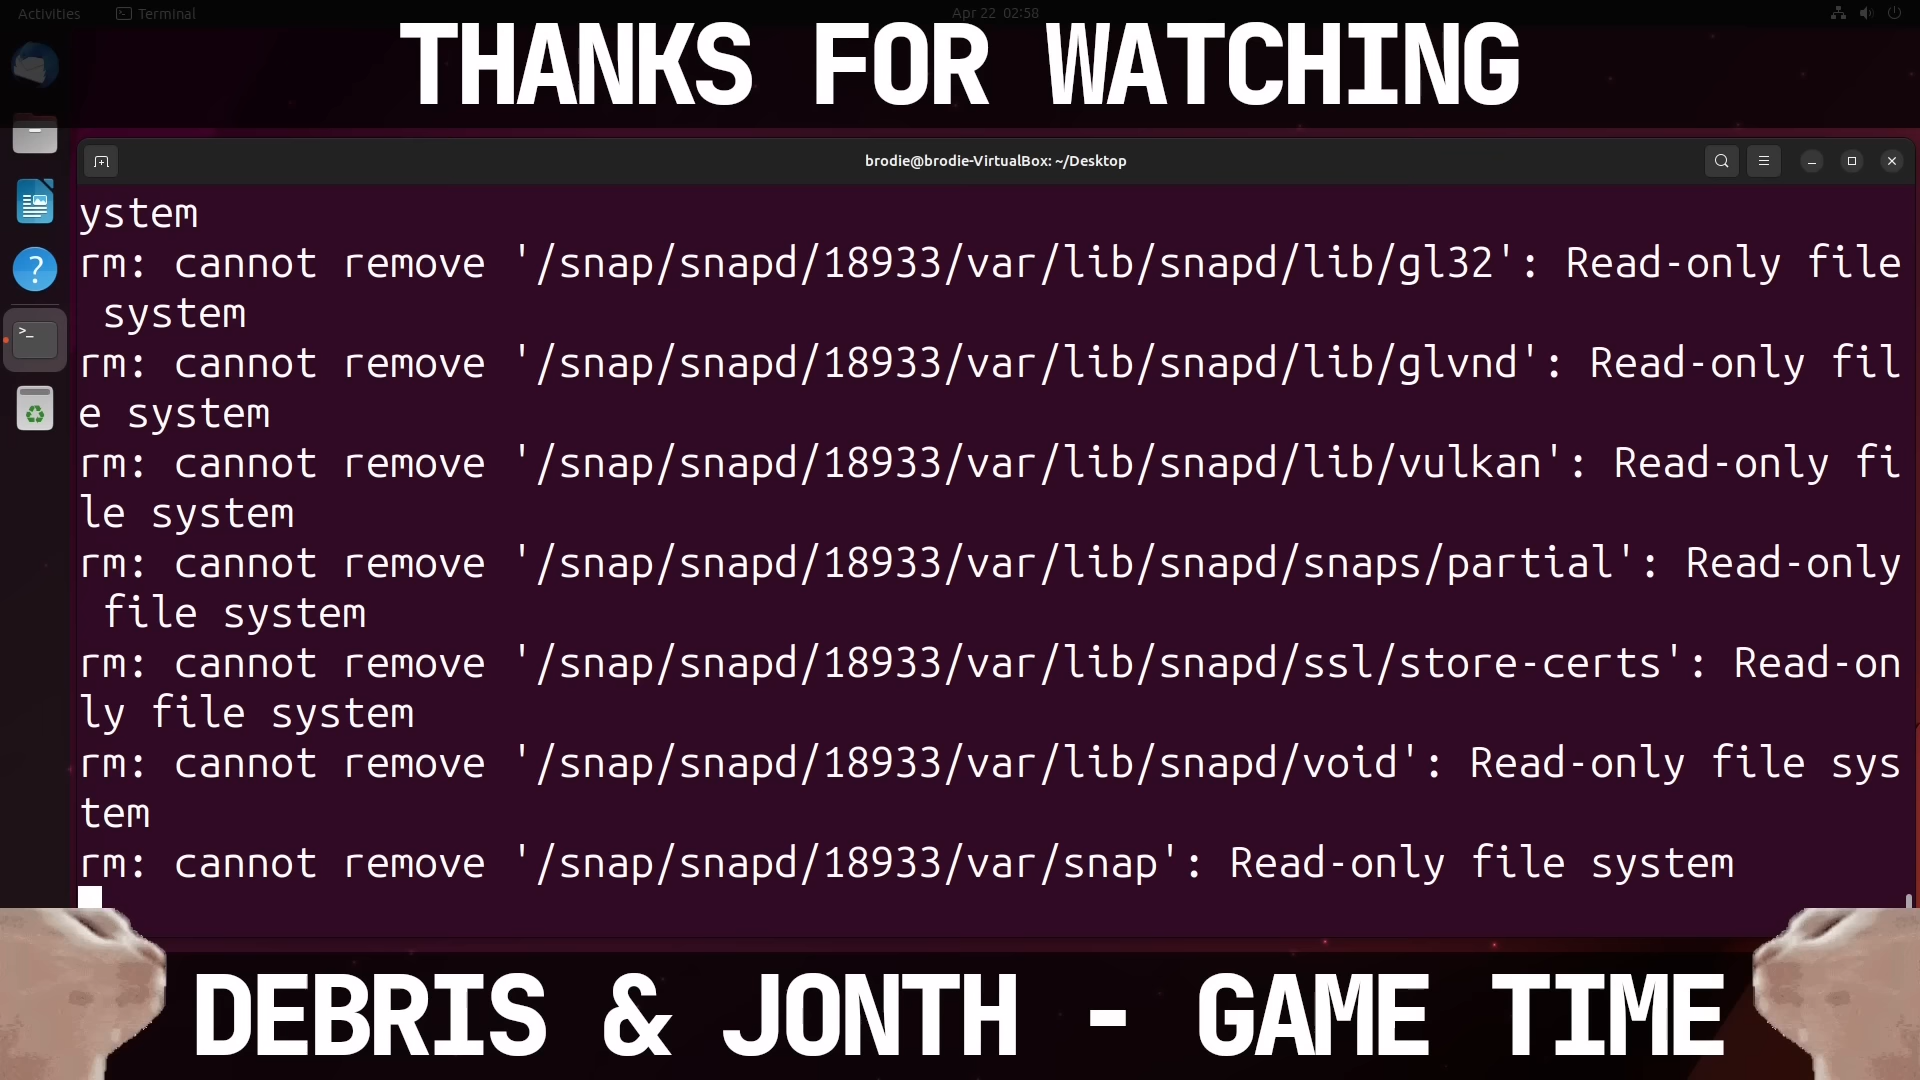 Activities Terminal Apr 22 02:58
THANKS FOR WATCHING
brodie@brodie-VirtualBox: ~/Desktop
ystem
rm: cannot remove '/snap/snapd/18933/var/lib/snapd/lib/gl32': Read-only file
 system
rm: cannot remove '/snap/snapd/18933/var/lib/snapd/lib/glvnd': Read-only fil
e system
rm: cannot remove '/snap/snapd/18933/var/lib/snapd/lib/vulkan': Read-only fi
le system
rm: cannot remove '/snap/snapd/18933/var/lib/snapd/snaps/partial': Read-only
 file system
rm: cannot remove '/snap/snapd/18933/var/lib/snapd/ssl/store-certs': Read-on
ly file system
rm: cannot remove '/snap/snapd/18933/var/lib/snapd/void': Read-only file sys
tem
rm: cannot remove '/snap/snapd/18933/var/snap': Read-only file system
DEBRIS & JONTH - GAME TIME